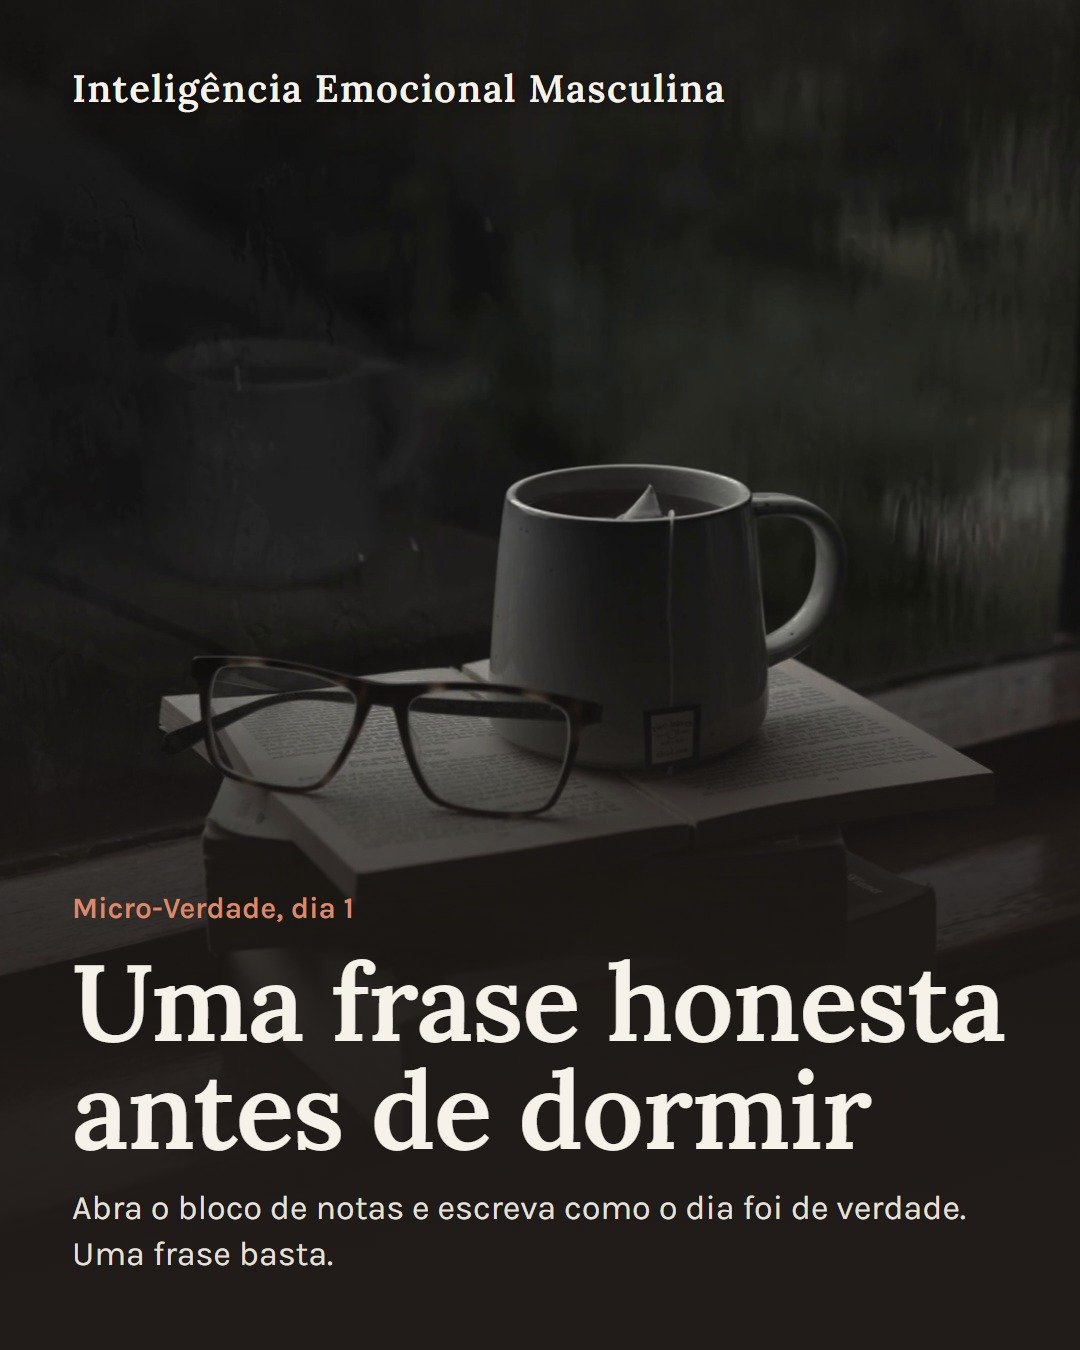 Inteligência Emocional Masculina
Micro-Verdade, dia 1
Uma frase honesta
antes de dormir
Abra o bloco de notas e escreva como o dia foi de verdade.
Uma frase basta.